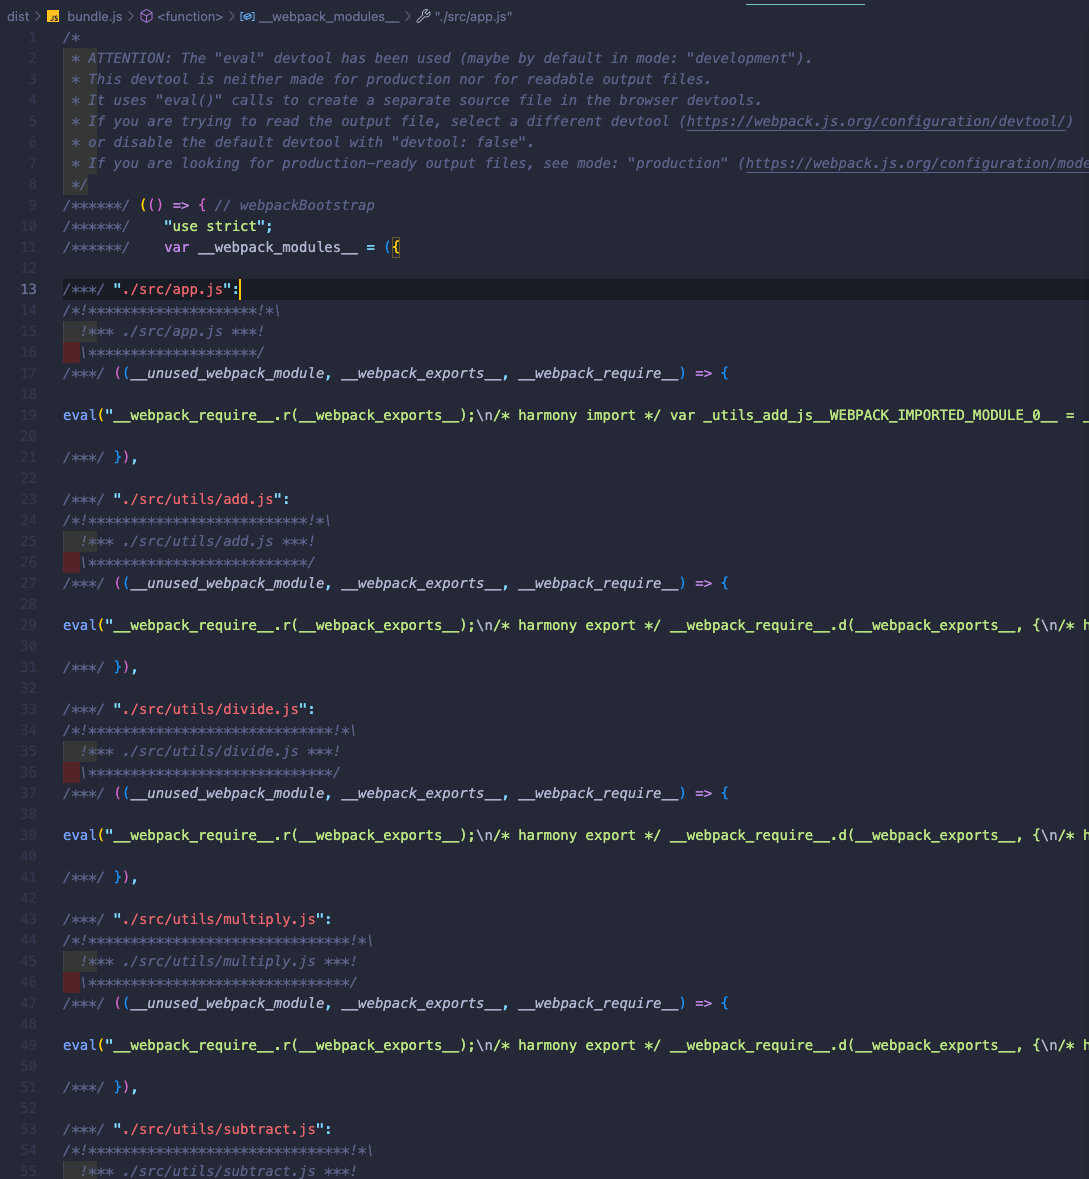 dist > JS bundle.js > <function> > __webpack_modules__ > "./src/app.js"
1 /*
2  * ATTENTION: The "eval" devtool has been used (maybe by default in mode: "development").
3  * This devtool is neither made for production nor for readable output files.
4  * It uses "eval()" calls to create a separate source file in the browser devtools.
5  * If you are trying to read the output file, select a different devtool (https://webpack.js.org/configuration/devtool/)
6  * or disable the default devtool with "devtool: false".
7  * If you are looking for production-ready output files, see mode: "production" (https://webpack.js.org/configuration/mode
8  */
9 /******/ (() => { // webpackBootstrap
10 /******/ 	"use strict";
11 /******/ 	var __webpack_modules__ = ({
12
13 /***/ "./src/app.js":
14 /*!********************!*\
15   !*** ./src/app.js ***!
16   \********************/
17 /***/ ((__unused_webpack_module, __webpack_exports__, __webpack_require__) => {
18
19 eval("__webpack_require__.r(__webpack_exports__);\n/* harmony import */ var _utils_add_js__WEBPACK_IMPORTED_MODULE_0__ = _
20
21 /***/ }),
22
23 /***/ "./src/utils/add.js":
24 /*!**************************!*\
25   !*** ./src/utils/add.js ***!
26   \**************************/
27 /***/ ((__unused_webpack_module, __webpack_exports__, __webpack_require__) => {
28
29 eval("__webpack_require__.r(__webpack_exports__);\n/* harmony export */ __webpack_require__.d(__webpack_exports__, {\n/* h
30
31 /***/ }),
32
33 /***/ "./src/utils/divide.js":
34 /*!*****************************!*\
35   !*** ./src/utils/divide.js ***!
36   \*****************************/
37 /***/ ((__unused_webpack_module, __webpack_exports__, __webpack_require__) => {
38
39 eval("__webpack_require__.r(__webpack_exports__);\n/* harmony export */ __webpack_require__.d(__webpack_exports__, {\n/* h
40
41 /***/ }),
42
43 /***/ "./src/utils/multiply.js":
44 /*!*******************************!*\
45   !*** ./src/utils/multiply.js ***!
46   \*******************************/
47 /***/ ((__unused_webpack_module, __webpack_exports__, __webpack_require__) => {
48
49 eval("__webpack_require__.r(__webpack_exports__);\n/* harmony export */ __webpack_require__.d(__webpack_exports__, {\n/* h
50
51 /***/ }),
52
53 /***/ "./src/utils/subtract.js":
54 /*!*******************************!*\
55   !*** ./src/utils/subtract.js ***!